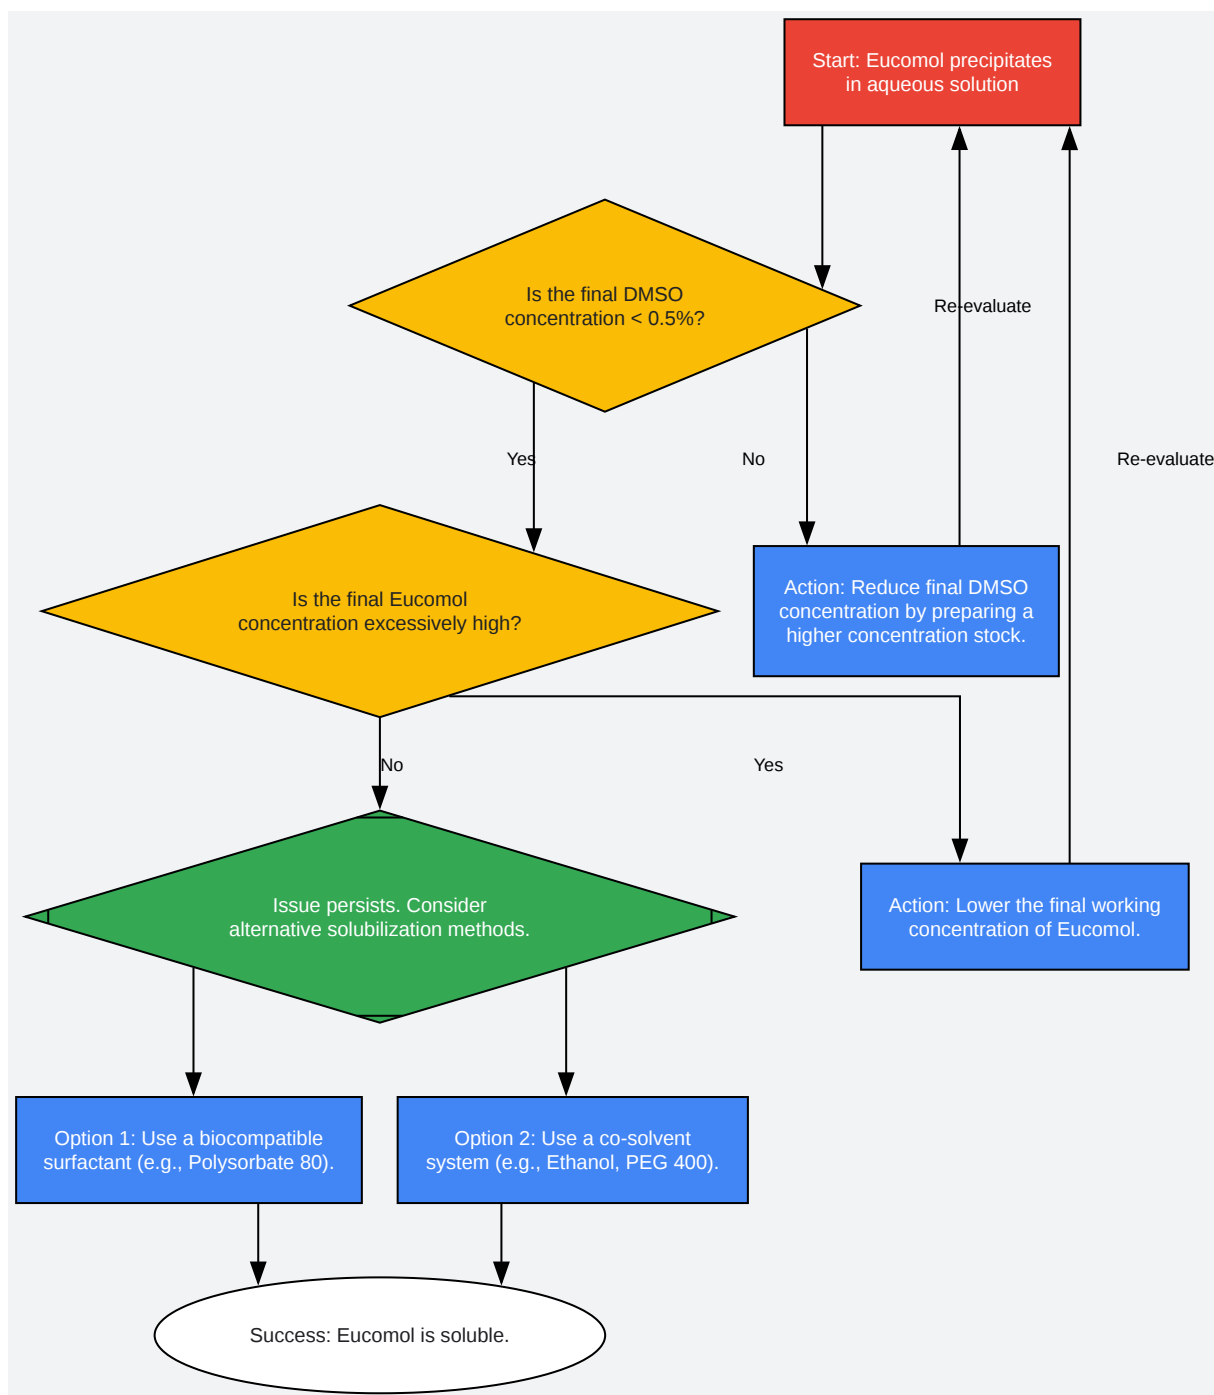 Start: Eucomol precipitates
in aqueous solution
Is the final DMSO
concentration < 0.5%?
Re-evaluate
Yes
No
Re-evaluate
Is the final Eucomol
concentration excessively high?
Action: Reduce final DMSO
concentration by preparing a
higher concentration stock.
No
Yes
Issue persists. Consider
alternative solubilization methods.
Action: Lower the final working
concentration of Eucomol.
Option 1: Use a biocompatible
surfactant (e.g., Polysorbate 80).
Option 2: Use a co-solvent
system (e.g., Ethanol, PEG 400).
Success: Eucomol is soluble.